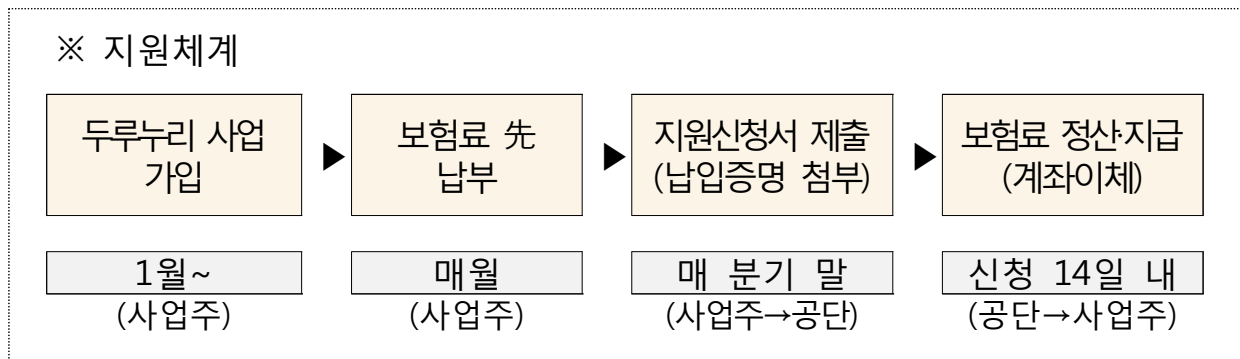 ※ 지원체계
두루누리 사업
가입
▶
보험료 先
납부
▶
지원신청서 제출
(납입증명 첨부)
▶
보험료 정산·지급
(계좌이체)
1월~
(사업주)
매월
(사업주)
매 분기 말
(사업주→공단)
신청 14일 내
(공단→사업주)